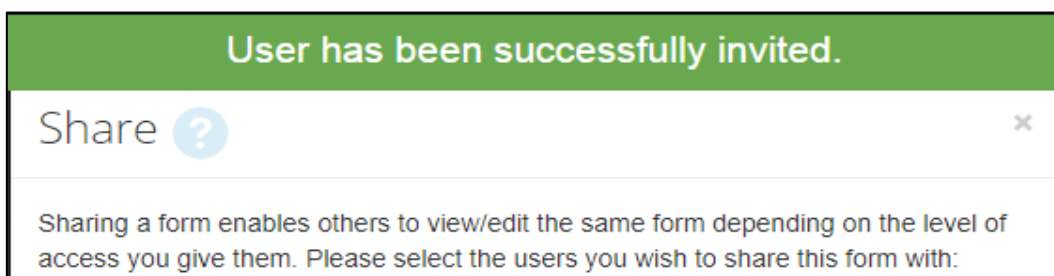 User has been successfully invited.
Share ?
×
Sharing a form enables others to view/edit the same form depending on the level of
access you give them. Please select the users you wish to share this form with: